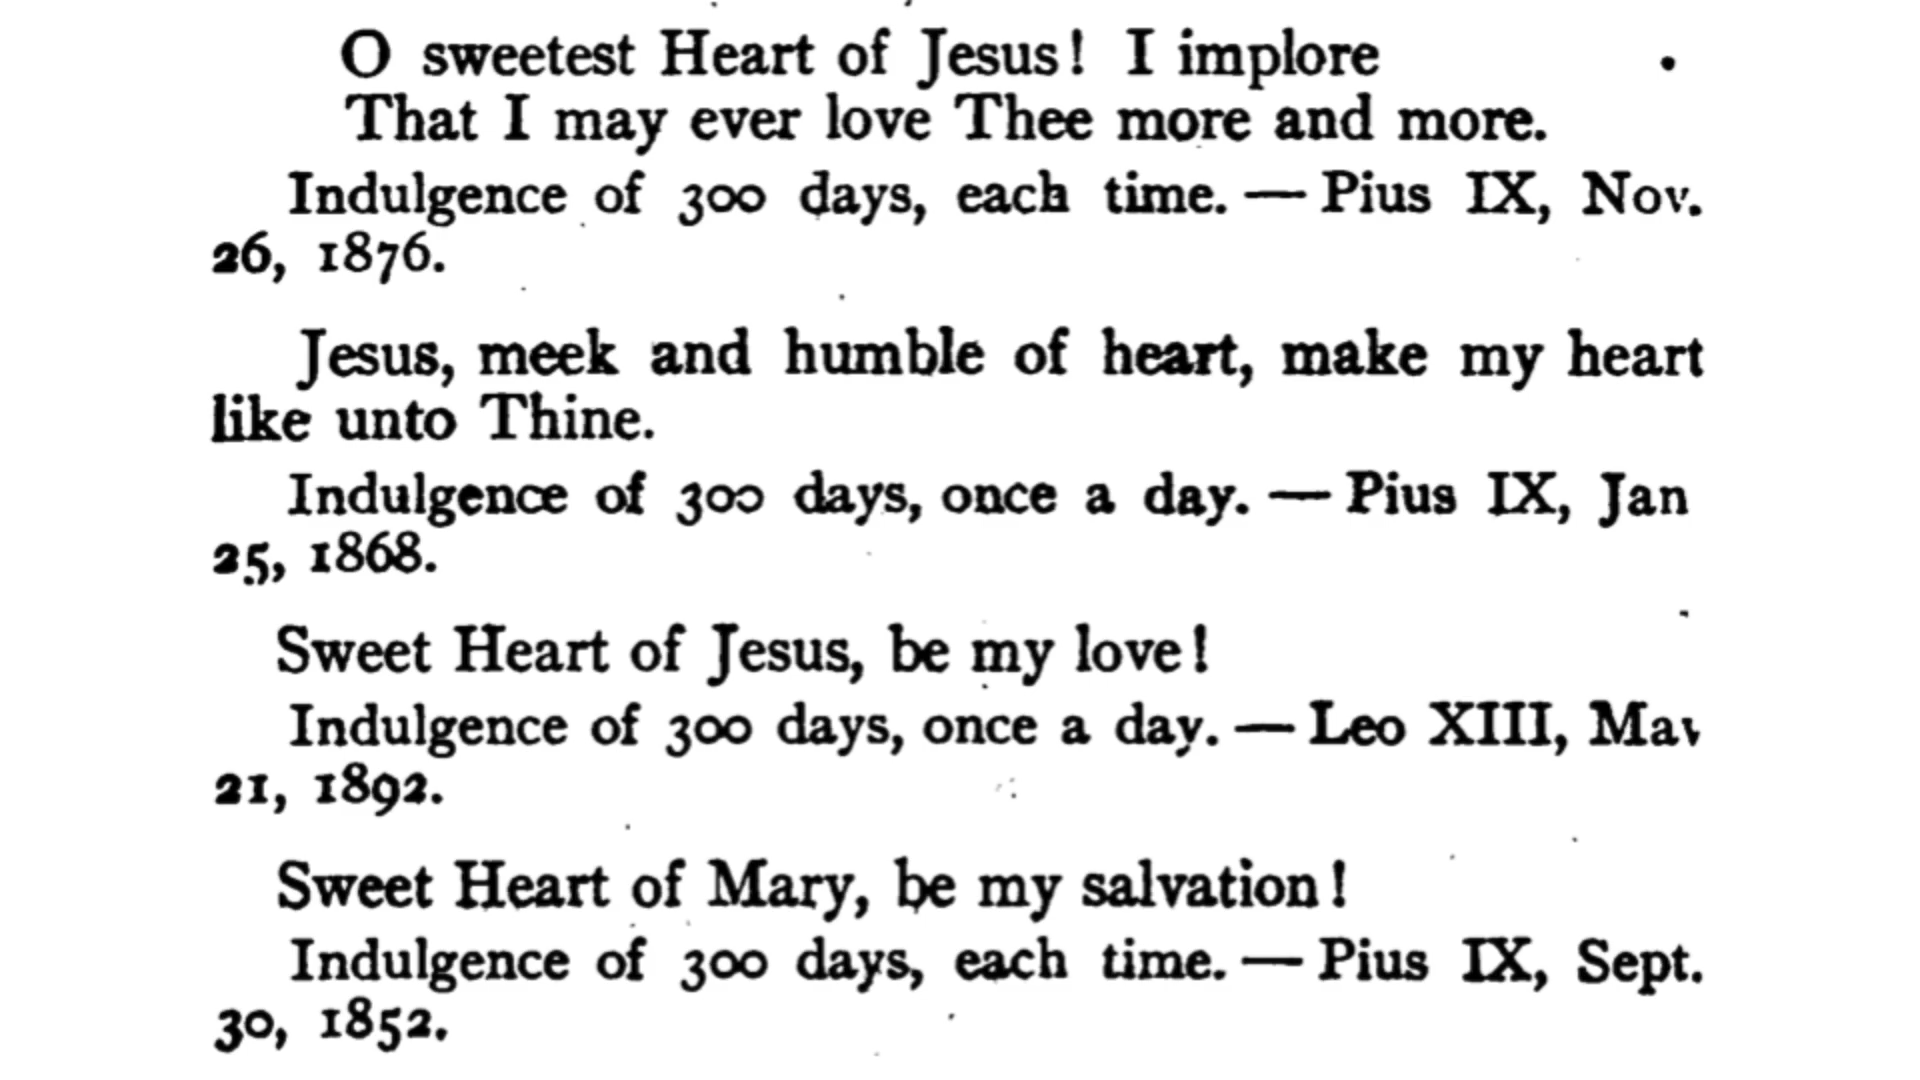 O sweetest Heart of Jesus! I implore
That I may ever love Thee more and more.
Indulgence of 300 days, each time. — Pius IX, Nov.
26, 1876.
Jesus, meek and humble of heart, make my heart
like unto Thine.
Indulgence of 300 days, once a day. — Pius IX, Jan
25, 1868.
Sweet Heart of Jesus, be my love!
Indulgence of 300 days, once a day. — Leo XIII, May
21, 1892.
Sweet Heart of Mary, be my salvation!
Indulgence of 300 days, each time. — Pius IX, Sept.
30, 1852.